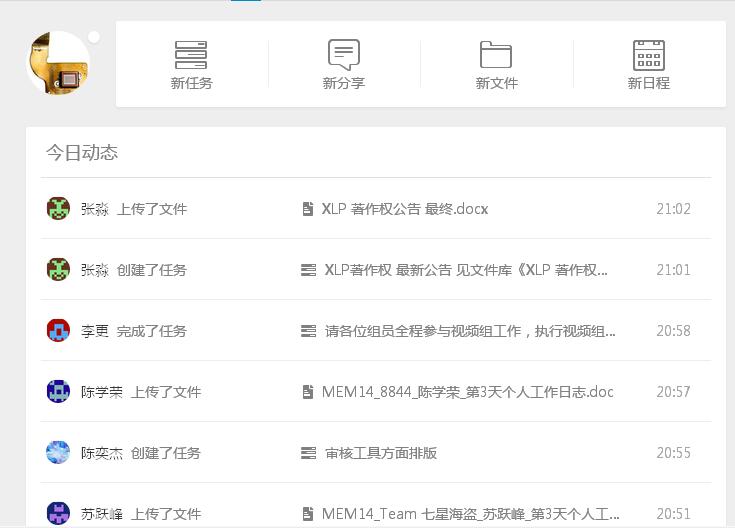 新任务 新分享 新文件 新日程
今日动态
张淼 上传了文件 XLP 著作权公告 最终.docx 21:02
张淼 创建了任务 XLP著作权 最新公告 见文件库《XLP 著作权... 21:01
李更 完成了任务 请各位组员全程参与视频组工作，执行视频组... 20:58
陈学荣 上传了文件 MEM14_8844_陈学荣_第3天个人工作日志.doc 20:57
陈奕杰 创建了任务 审核工具方面排版 20:55
苏跃峰 上传了文件 MEM14_Team 七星海盗_苏跃峰_第3天个人工... 20:51